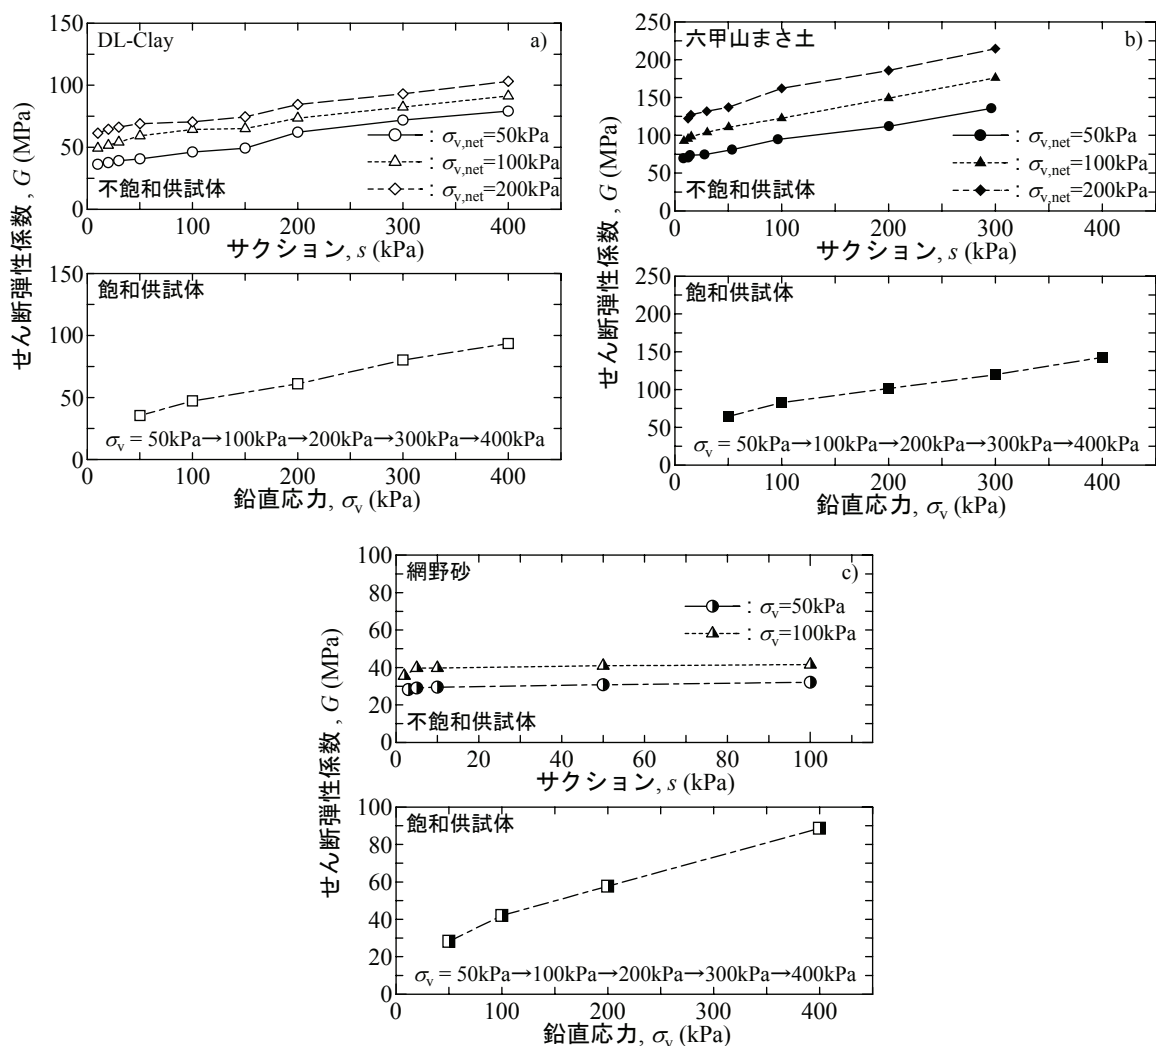 せん断弾性係数 , G (MPa)
150
100
50
0
DL-Clay
a)
: σv,net=50kPa
: σv,net=100kPa
: σv,net=200kPa
不飽和供試体
0 100 200 300 400
サクション, s (kPa)
150
100
50
0
飽和供試体
σv = 50kPa→100kPa→200kPa→300kPa→400kPa
0 100 200 300 400
鉛直応力, σv (kPa)
せん断弾性係数 , G (MPa)
250
200
150
100
50
0
六甲山まさ土
b)
: σv,net=50kPa
: σv,net=100kPa
: σv,net=200kPa
不飽和供試体
0 100 200 300 400
サクション, s (kPa)
250
200
150
100
50
0
飽和供試体
σv = 50kPa→100kPa→200kPa→300kPa→400kPa
0 100 200 300 400
鉛直応力, σv (kPa)
せん断弾性係数 , G (MPa)
100
80
60
40
20
0
網野砂
c)
: σv=50kPa
: σv=100kPa
不飽和供試体
0 20 40 60 80 100
サクション, s (kPa)
100
80
60
40
20
0
飽和供試体
σv = 50kPa→100kPa→200kPa→300kPa→400kPa
0 100 200 300 400
鉛直応力, σv (kPa)